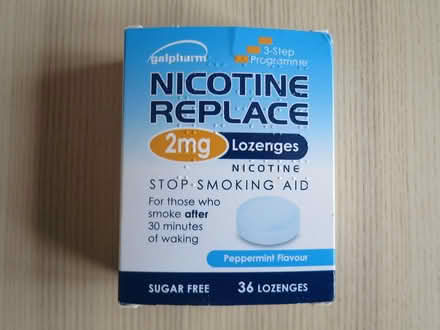 galpharm
3-Step
Programme
NICOTINE
REPLACE
2mg Lozenges
NICOTINE
STOP SMOKING AID
For those who
smoke after
30 minutes
of waking
Peppermint Flavour
SUGAR FREE 36 LOZENGES